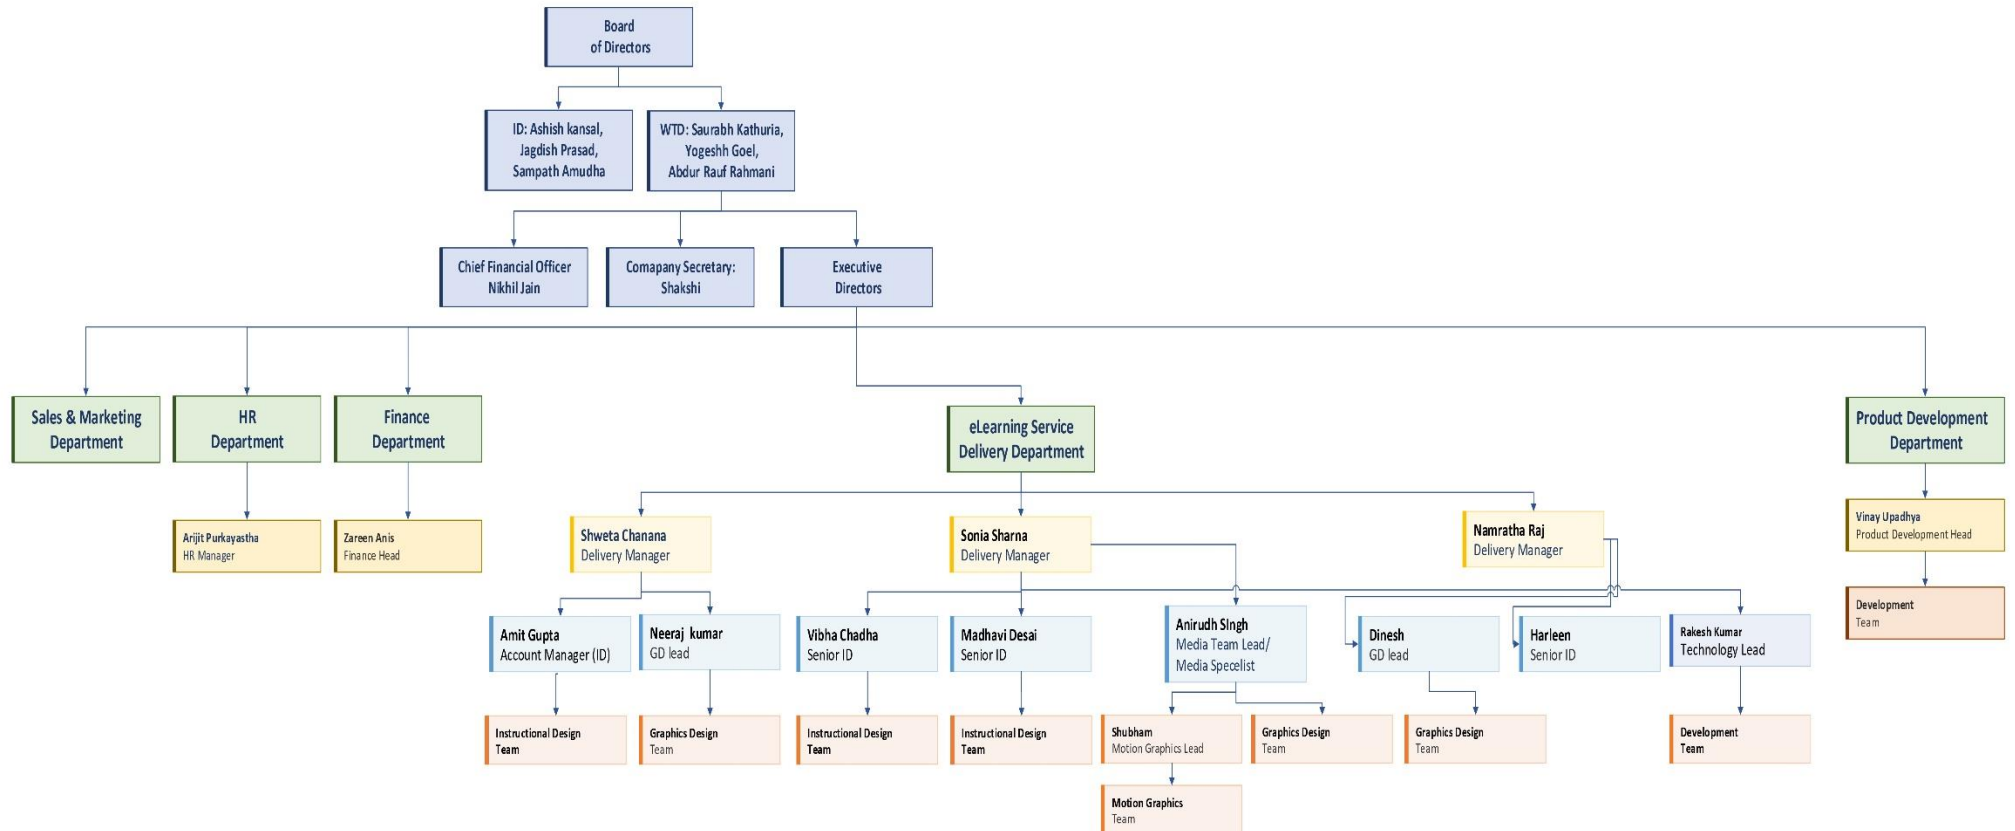 Board
of Directors
ID: Ashish kansal,
Jagdish Prasad,
Sampath Amudha
WTD: Saurabh Kathuria,
Yogeshh Goel,
Abdur Rauf Rahmani
Chief Financial Officer
Nikhil Jain
Comapany Secretary:
Shakshi
Executive
Directors
Sales & Marketing
Department
HR
Department
Finance
Department
eLearning Service
Delivery Department
Product Development
Department
Arijit Purkayastha
HR Manager
Zareen Anis
Finance Head
Shweta Chanana
Delivery Manager
Sonia Sharna
Delivery Manager
Namratha Raj
Delivery Manager
Vinay Upadhya
Product Development Head
Amit Gupta
Account Manager (ID)
Neeraj kumar
GD lead
Vibha Chadha
Senior ID
Madhavi Desai
Senior ID
Anirudh SIngh
Media Team Lead/
Media Specelist
Dinesh
GD lead
Harleen
Senior ID
Rakesh Kumar
Technology Lead
Development
Team
Instructional Design
Team
Graphics Design
Team
Instructional Design
Team
Instructional Design
Team
Shubham
Motion Graphics Lead
Graphics Design
Team
Graphics Design
Team
Development
Team
Motion Graphics
Team